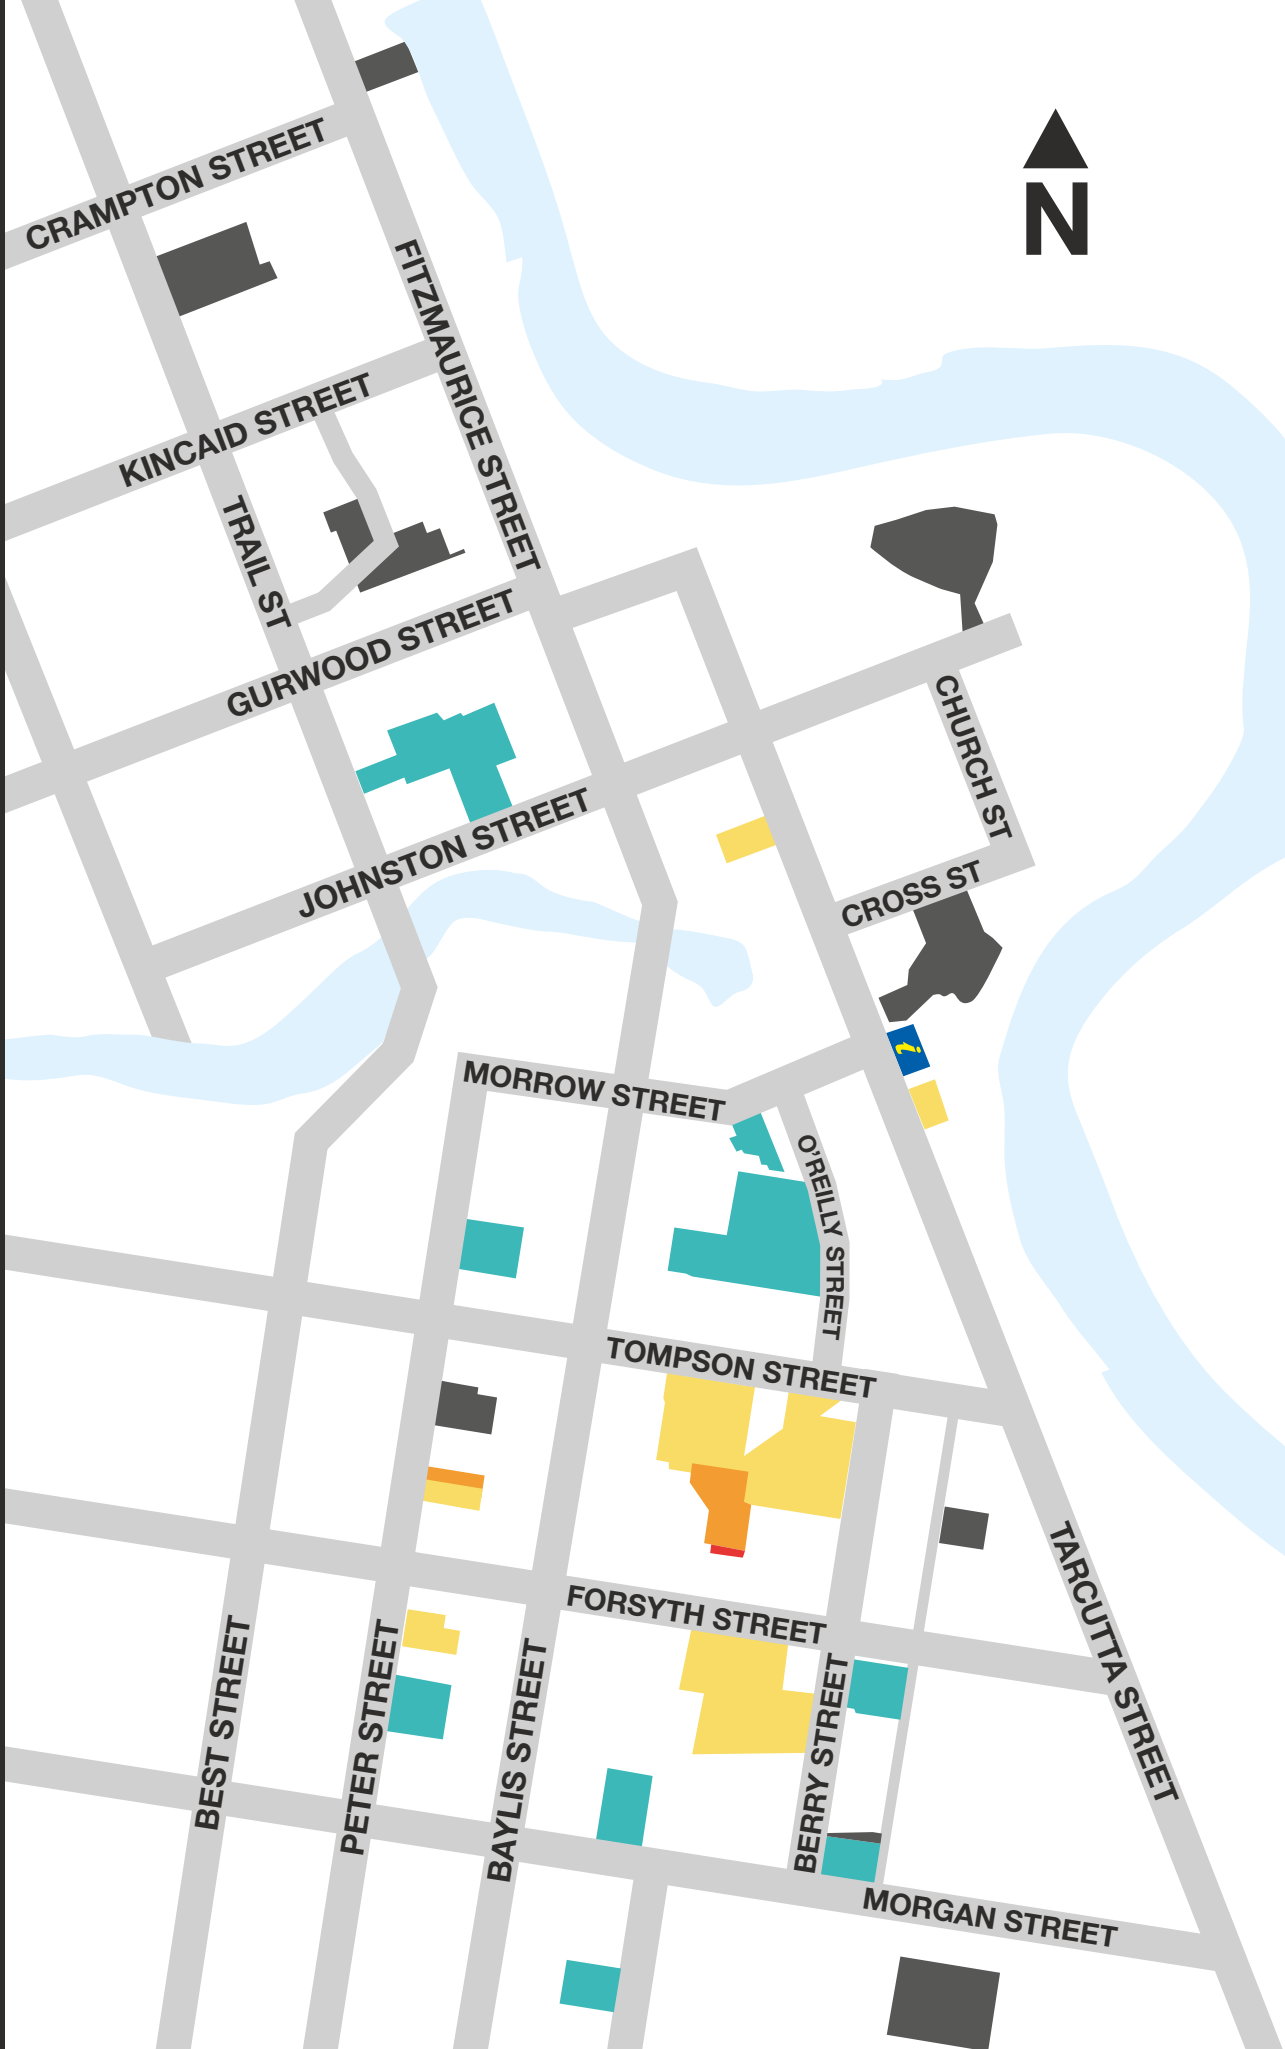 CRAMPTON STREET
N
FITZMAURICE STREET
KINCAID STREET
TRAIL ST
GURWOOD STREET
CHURCH ST
JOHNSTON STREET
CROSS ST
i
MORROW STREET
O'REILLY STREET
TOMPSON STREET
TARCUTTA STREET
FORSYTH STREET
BEST STREET
PETER STREET
BAYLIS STREET
BERRY STREET
MORGAN STREET